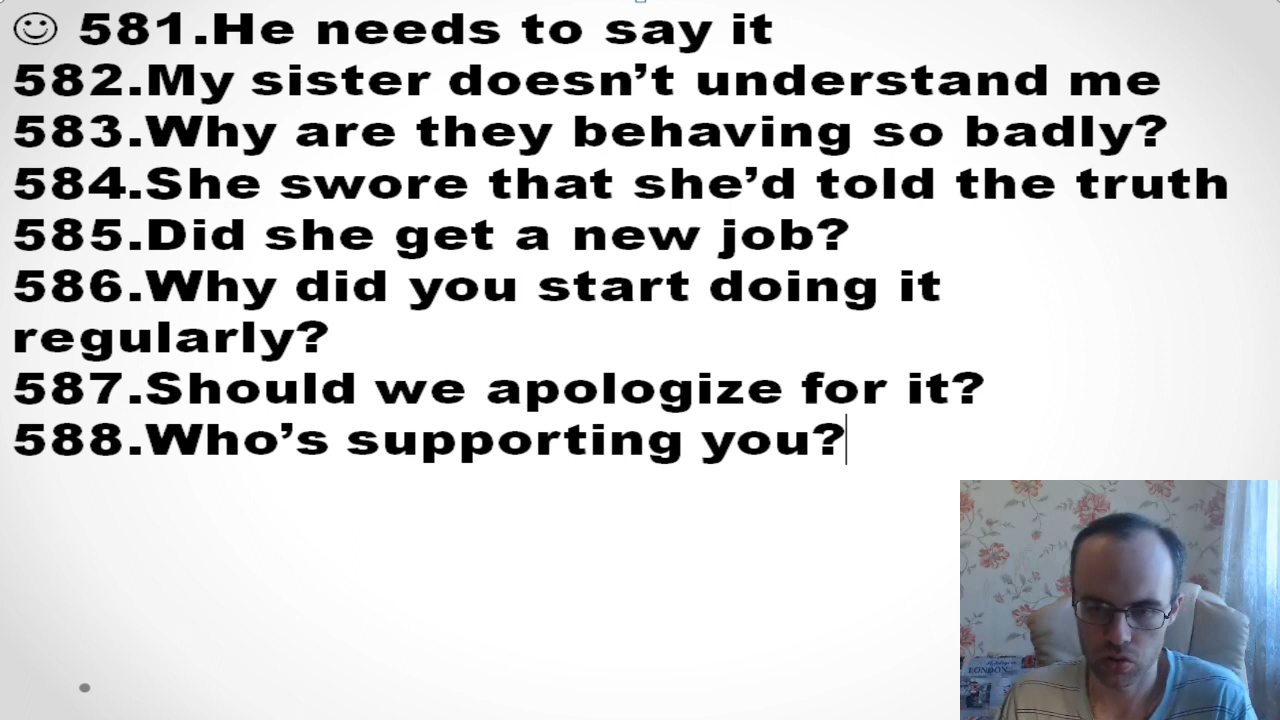 ☺ 581.He needs to say it
582.My sister doesn’t understand me
583.Why are they behaving so badly?
584.She swore that she’d told the truth
585.Did she get a new job?
586.Why did you start doing it
regularly?
587.Should we apologize for it?
588.Who’s supporting you?
LONDON